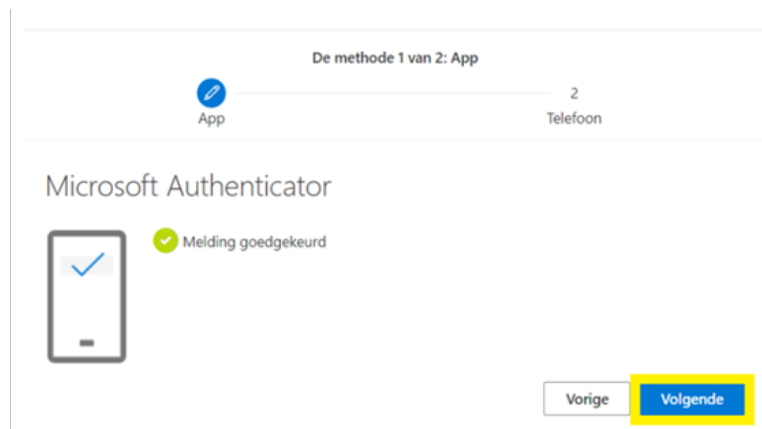 De methode 1 van 2: App
2
App
Telefoon
Microsoft Authenticator
Melding goedgekeurd
Vorige
Volgende